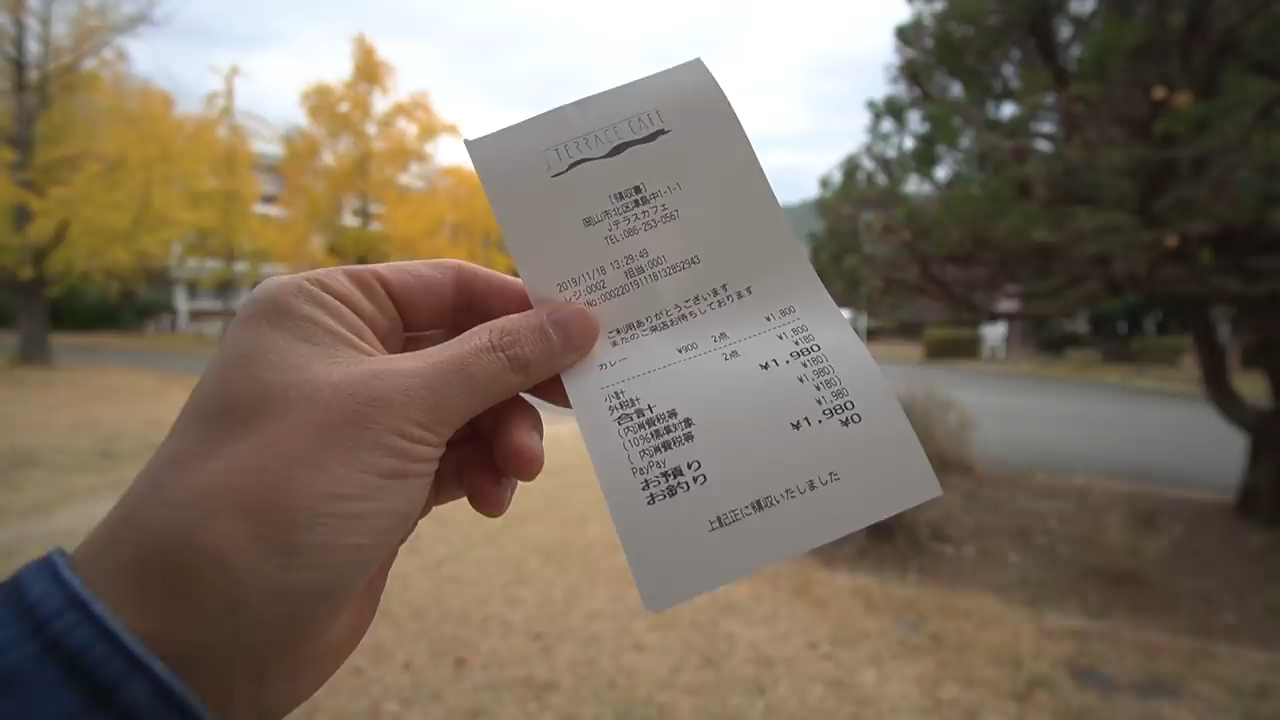 J TERRACE CAFE
[領収書]
岡山市北区津島中1-1-1
Jテラスカフェ
TEL:086-253-0567
2019/11/18 13:29:49
レジ:0002 担当:0001
No:000220191118132852943
ご利用ありがとうございます
またのご来店お待ちしております
カレー ¥900 2点 ¥1,800
小計 2点 ¥1,800
外税計 ¥180
合計 ¥1,980
(内消費税等 ¥180)
(10%標準対象 ¥1,980)
( 内消費税等 ¥180)
PayPay ¥1,980
お預り ¥1,980
お釣り ¥0
上記正に領収いたしました